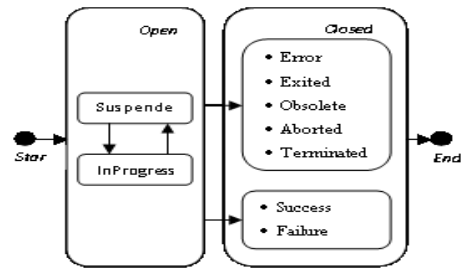 Open
Closed
Suspende
InProgress
Star
• Error
• Exited
• Obsolete
• Aborted
• Terminated
• Success
• Failure
End